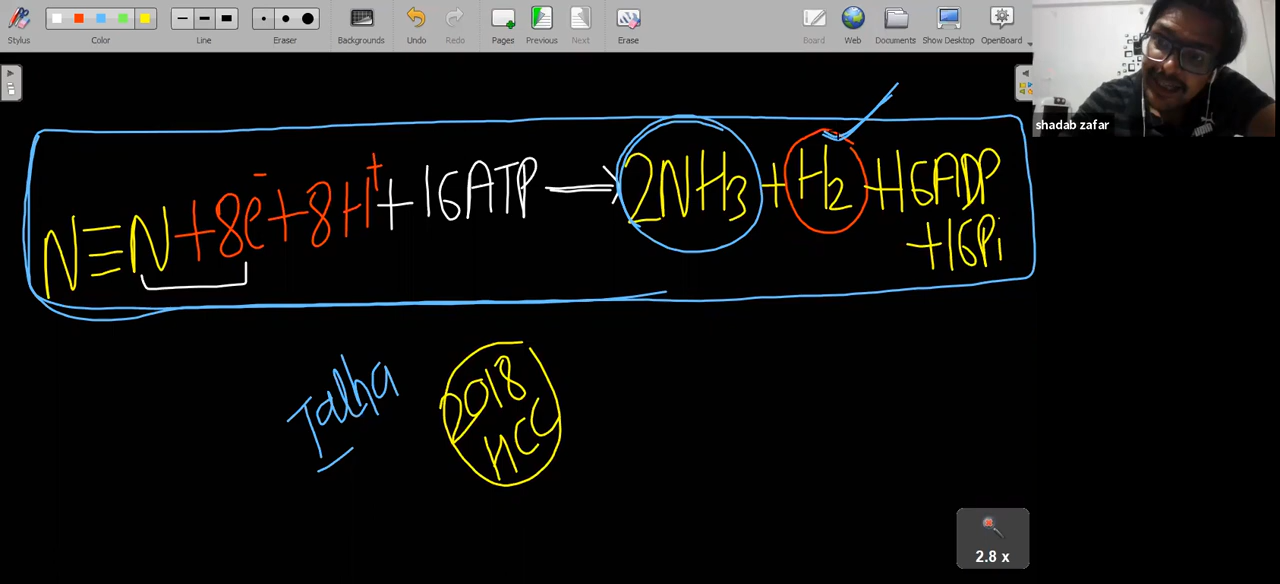 Stylus Color Line Eraser Backgrounds Undo Redo Pages Previous Next Erase Board Web Documents Show Desktop OpenBoard
shadab zafar
N≡N+8e⁻+8H⁺+16ATP→2NH3+H2+16ADP
+16Pi
Talha
2018
HCC
2.8 x